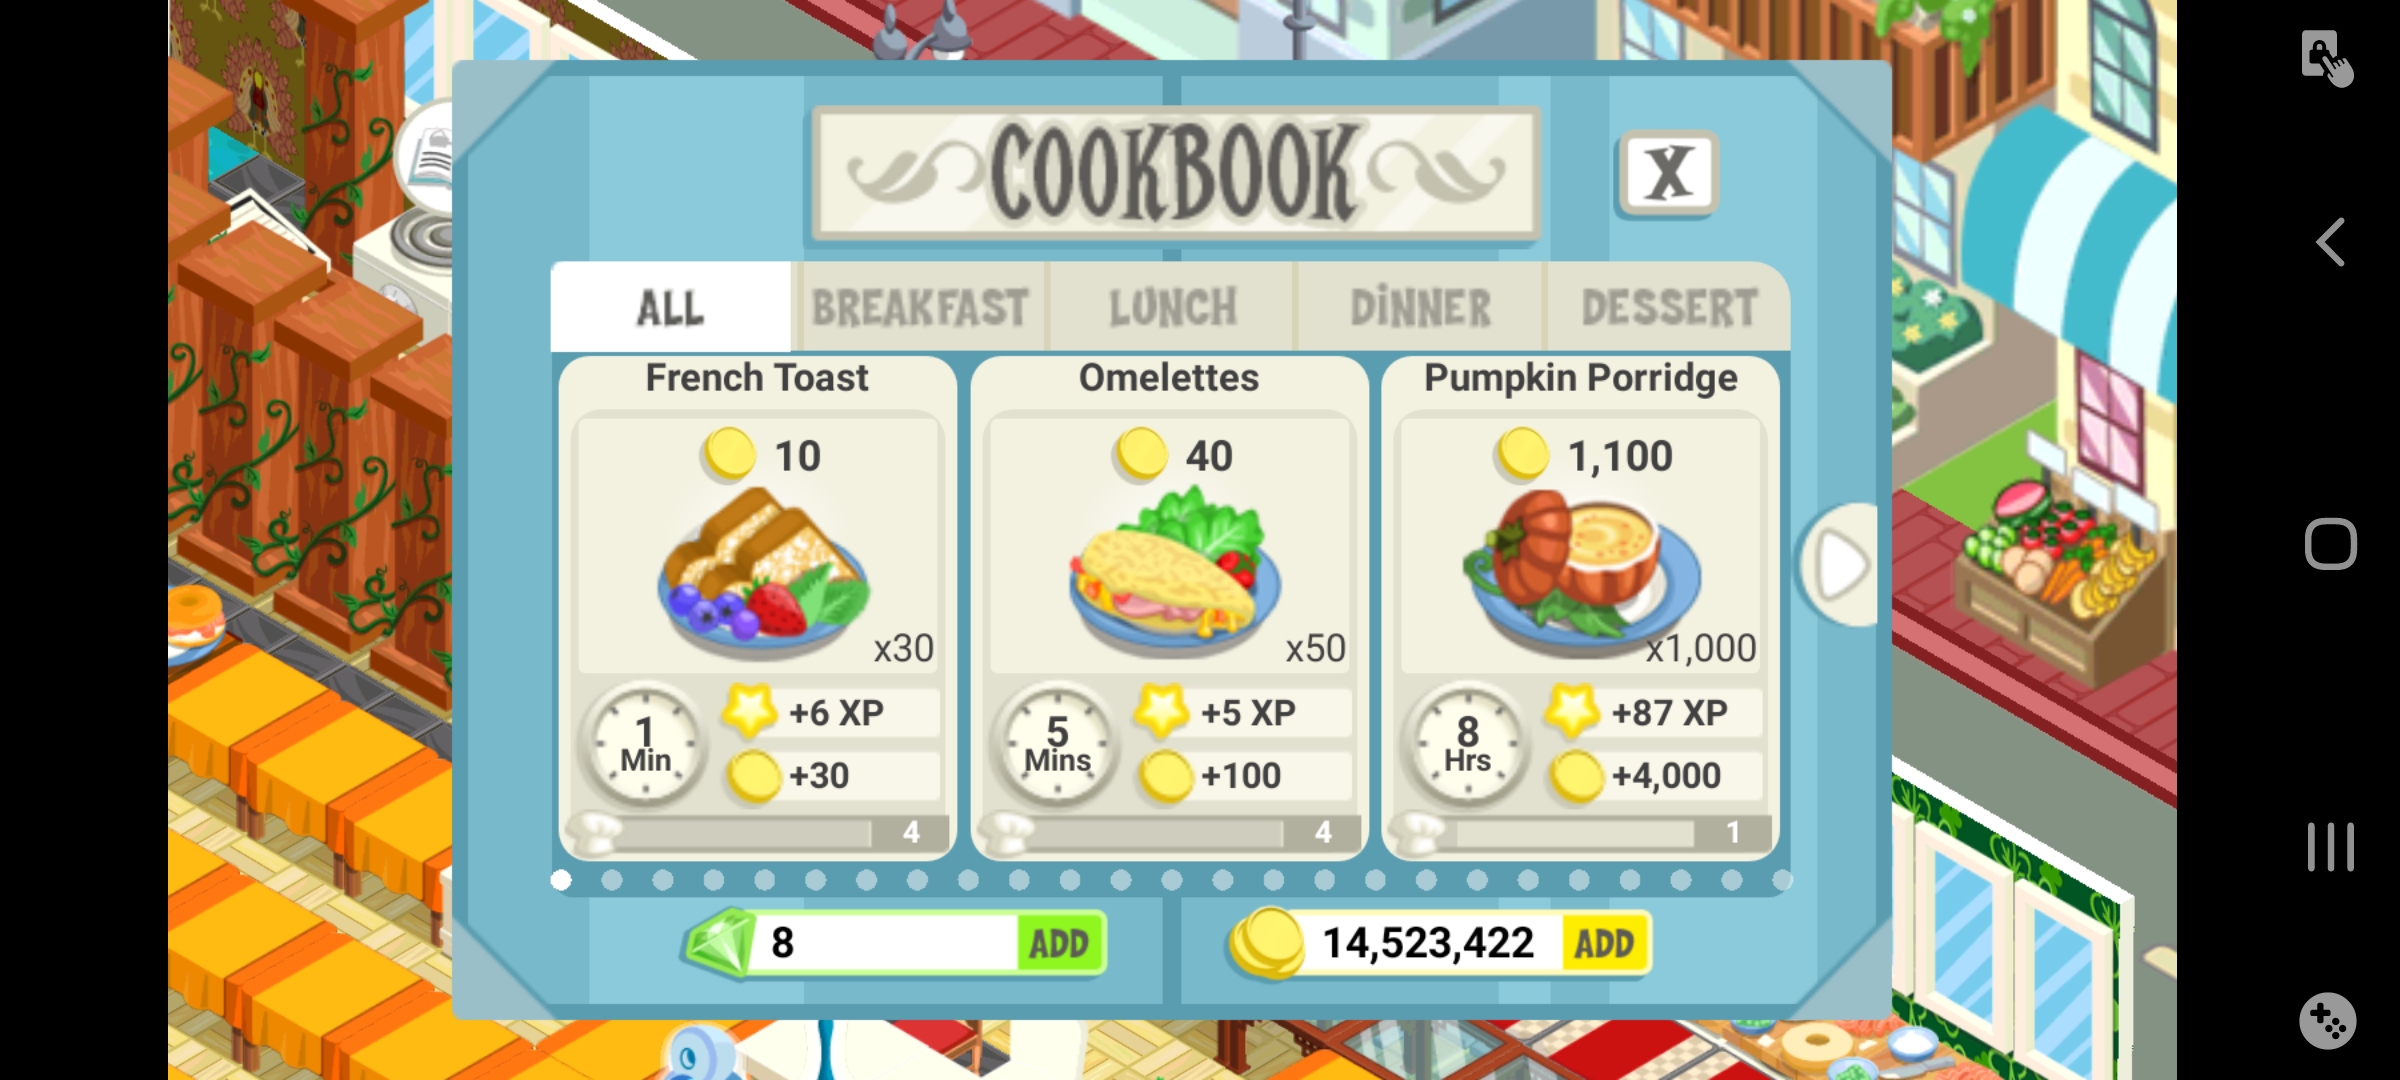 COOKBOOK
X
ALL
BREAKFAST
LUNCH
DINNER
DESSERT
French Toast
10
x30
1
Min
+6 XP
+30
4
Omelettes
40
x50
5
Mins
+5 XP
+100
4
Pumpkin Porridge
1,100
x1,000
8
Hrs
+87 XP
+4,000
1
8
ADD
14,523,422
ADD